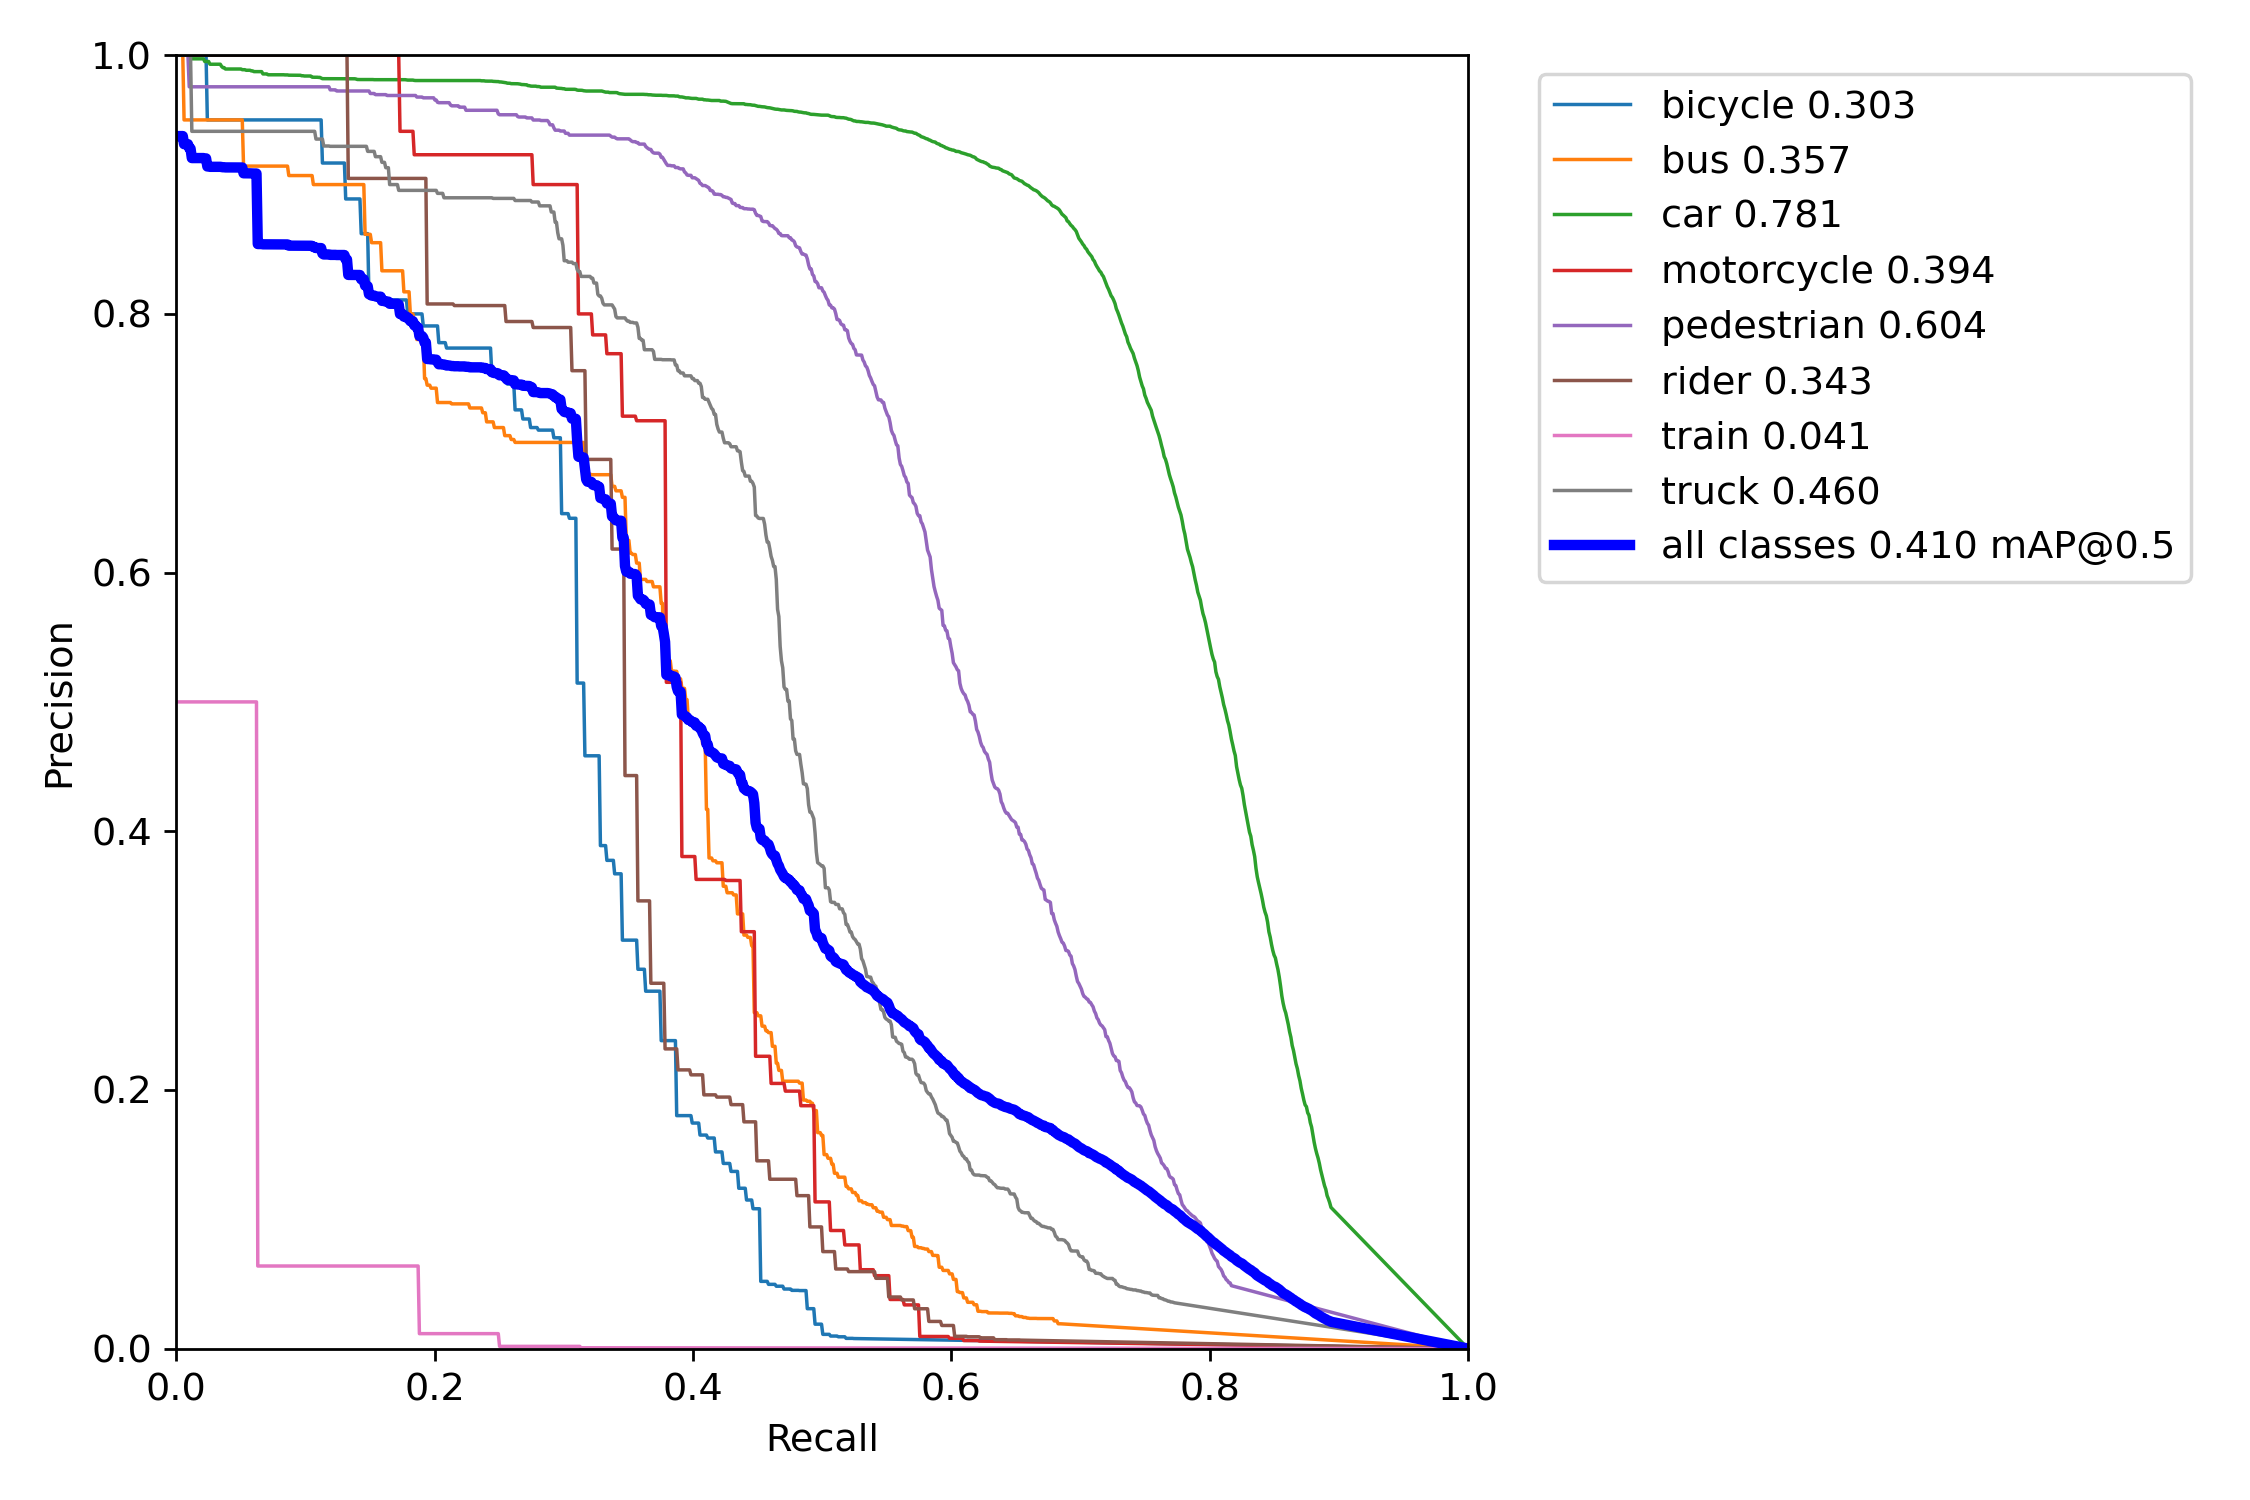 1.0
0.8
0.6
0.4
0.2
0.0
Precision
0.0 0.2 0.4 0.6 0.8 1.0
Recall
bicycle 0.303
bus 0.357
car 0.781
motorcycle 0.394
pedestrian 0.604
rider 0.343
train 0.041
truck 0.460
all classes 0.410 mAP@0.5